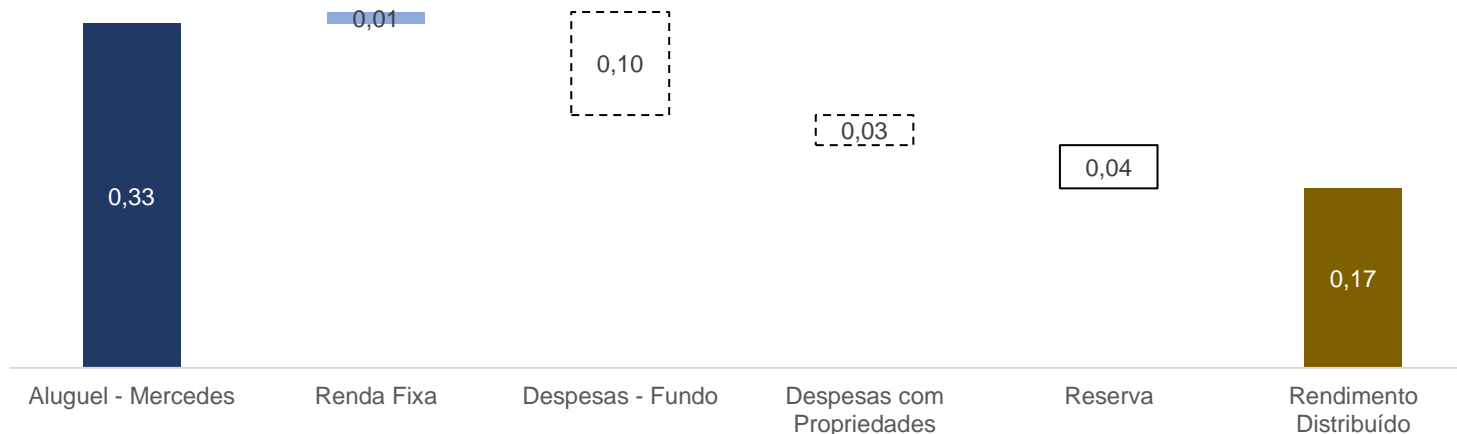 0,01
0,10
0,03
0,04
0,33
0,17
Aluguel - Mercedes
Renda Fixa
Despesas - Fundo
Despesas com
Propriedades
Reserva
Rendimento
Distribuído